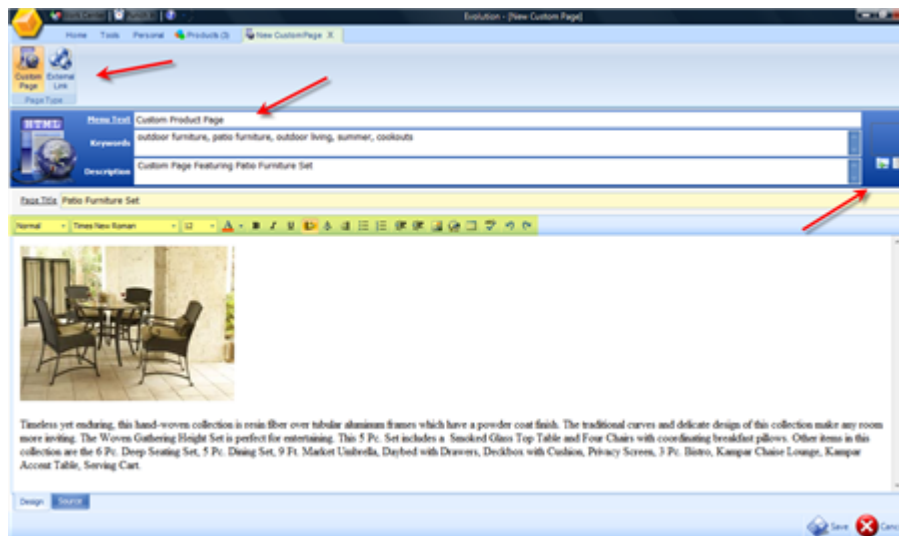 Work Center Punch In
Evolution - [New Custom Page]
Home Tools Personal Products (3) New Custom Page X
Custom Page
External Link
Page Type
HTML
Menu Text Custom Product Page
Keywords outdoor furniture, patio furniture, outdoor living, summer, cookouts
Description Custom Page Featuring Patio Furniture Set
Page Title Patio Furniture Set
Normal Times New Roman 12 A B I U
Timeless yet enduring, this hand-woven collection is resin fiber over tubular aluminum frames which have a powder coat finish. The traditional curves and delicate design of this collection make any room
more inviting. The Woven Gathering Height Set is perfect for entertaining. This 5 Pc. Set includes a Smoked Glass Top Table and Four Chairs with coordinating breakfast pillows. Other items in this
collection are the 6 Pc. Deep Seating Set, 5 Pc. Dining Set, 9 Ft. Market Umbrella, Daybed with Drawers, Deckbox with Cushion, Privacy Screen, 3 Pc. Bistro, Kampar Chaise Lounge, Kampar
Accent Table, Serving Cart.
Design Source
Save Canc